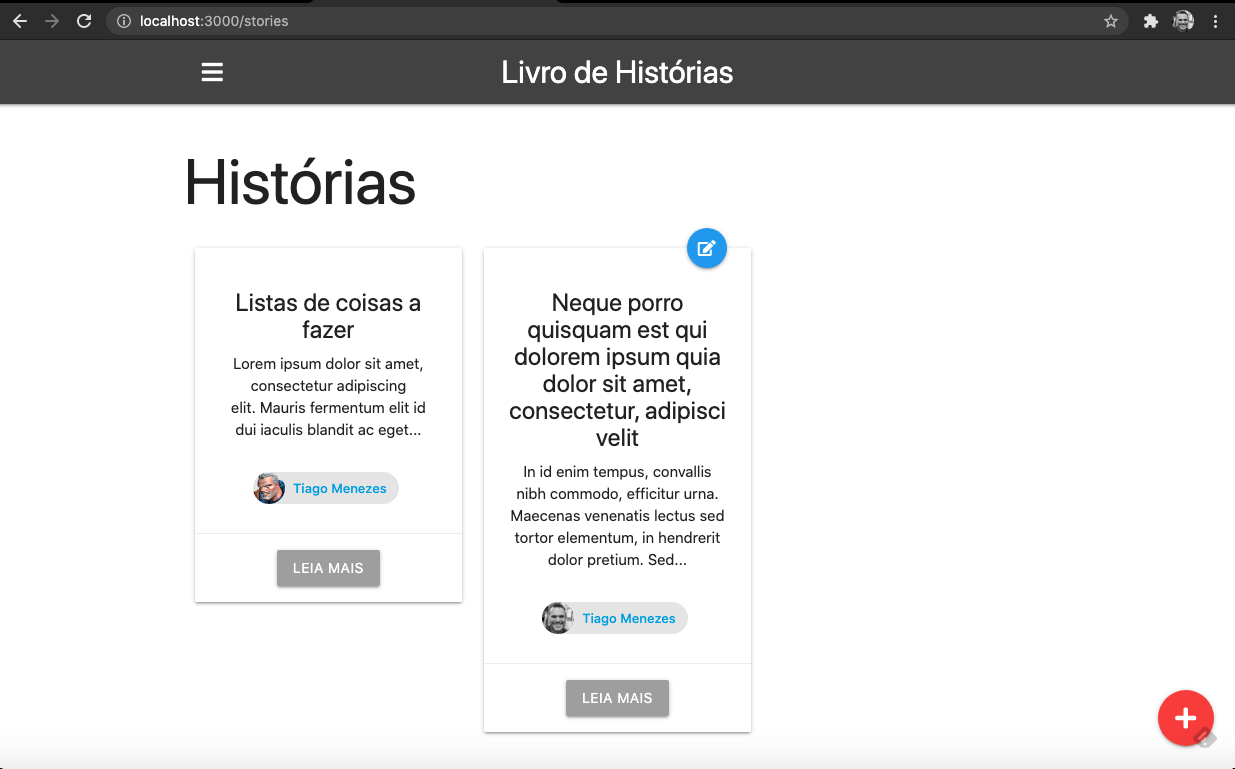 localhost:3000/stories
Livro de Histórias
Histórias
Listas de coisas a
fazer
Lorem ipsum dolor sit amet,
consectetur adipiscing
elit. Mauris fermentum elit id
dui iaculis blandit ac eget...
Tiago Menezes
LEIA MAIS
Neque porro
quisquam est qui
dolorem ipsum quia
dolor sit amet,
consectetur, adipisci
velit
In id enim tempus, convallis
nibh commodo, efficitur urna.
Maecenas venenatis lectus sed
tortor elementum, in hendrerit
dolor pretium. Sed...
Tiago Menezes
LEIA MAIS